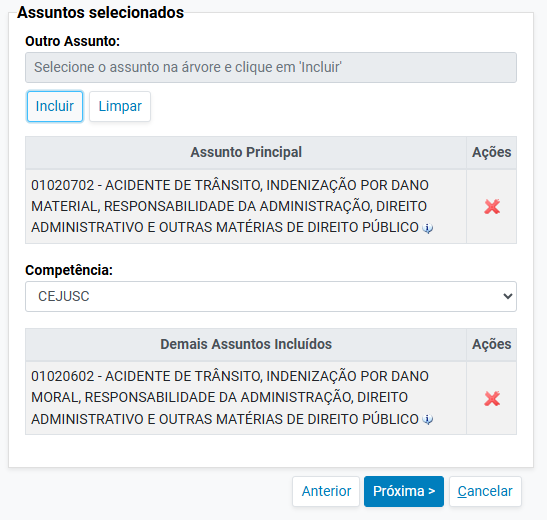 Assuntos selecionados
Outro Assunto:
Selecione o assunto na árvore e clique em 'Incluir'
Incluir Limpar
Assunto Principal Ações
01020702 - ACIDENTE DE TRÂNSITO, INDENIZAÇÃO POR DANO
MATERIAL, RESPONSABILIDADE DA ADMINISTRAÇÃO, DIREITO
ADMINISTRATIVO E OUTRAS MATÉRIAS DE DIREITO PÚBLICO
Competência:
CEJUSC
Demais Assuntos Incluídos Ações
01020602 - ACIDENTE DE TRÂNSITO, INDENIZAÇÃO POR DANO
MORAL, RESPONSABILIDADE DA ADMINISTRAÇÃO, DIREITO
ADMINISTRATIVO E OUTRAS MATÉRIAS DE DIREITO PÚBLICO
Anterior Próxima > Cancelar